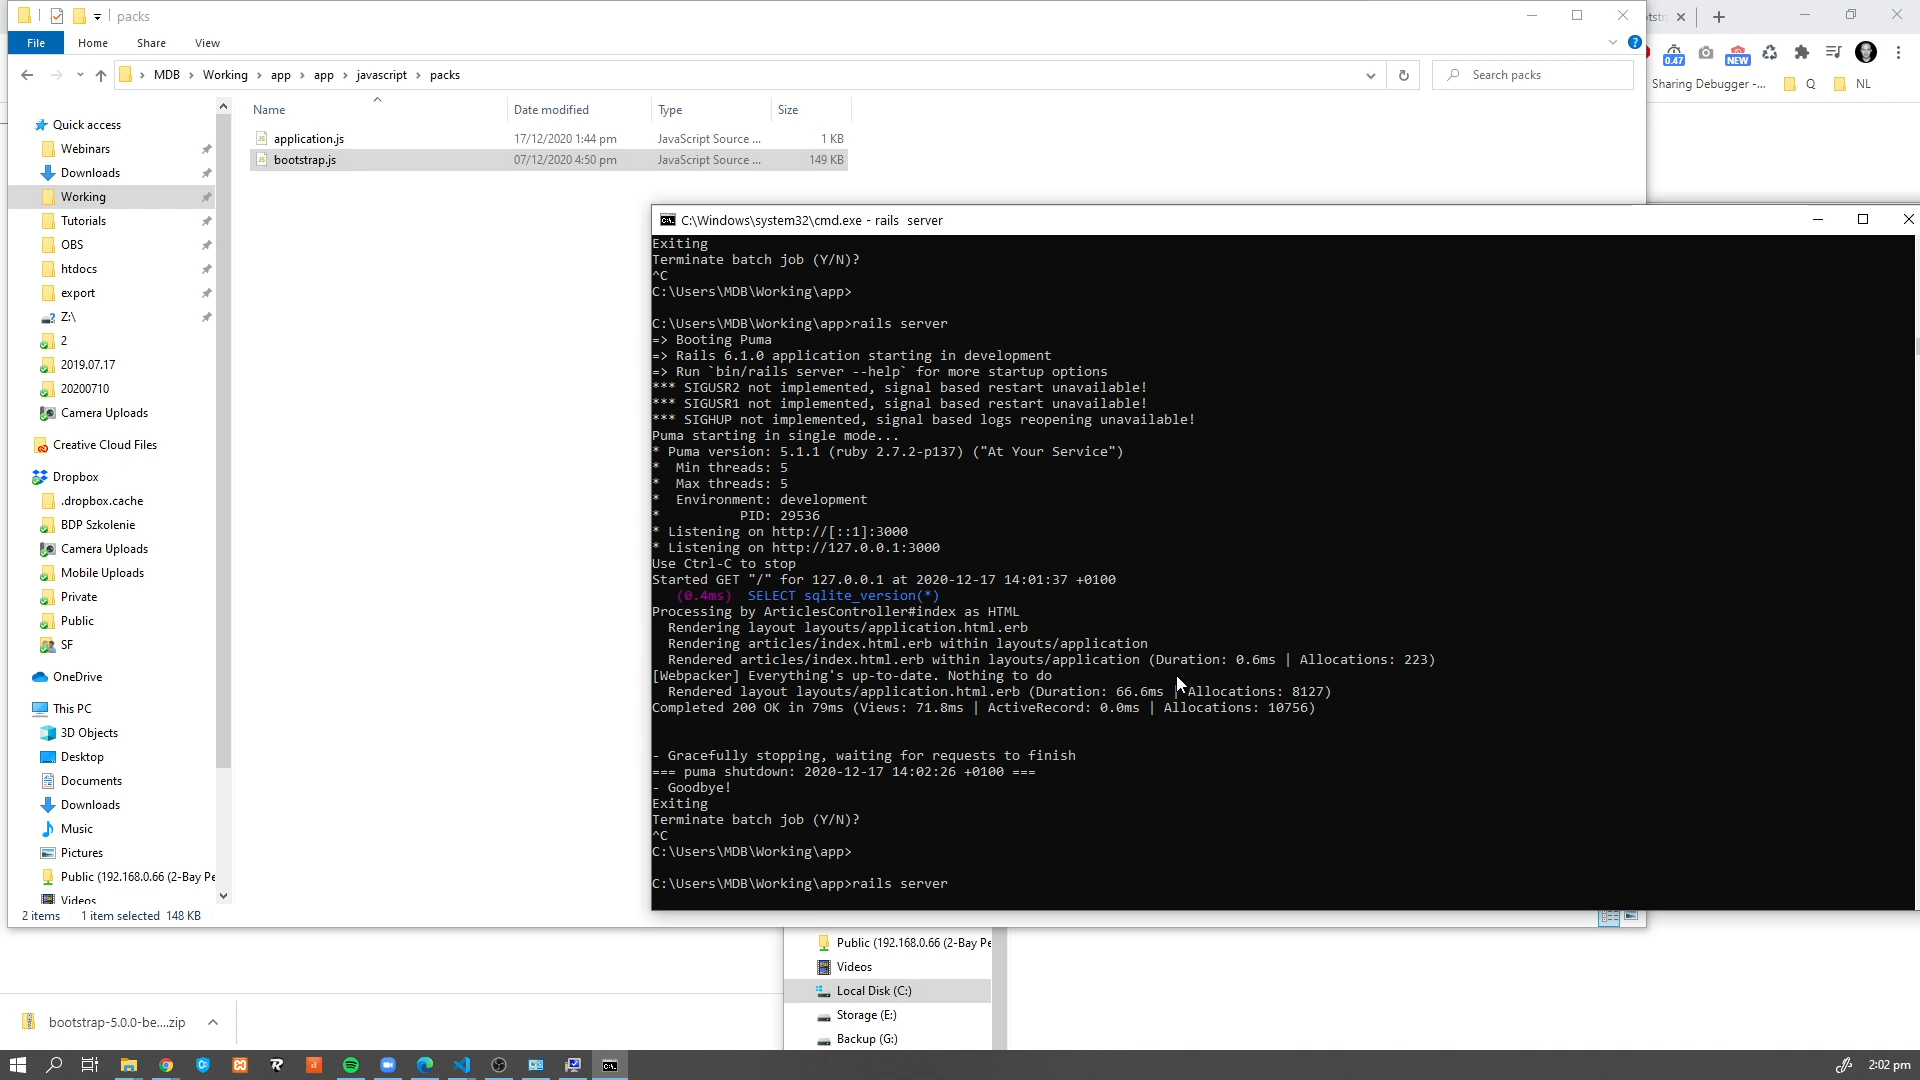 packs
File
Home
Share
View
MDB
Working
app
app
javascript
packs
Search packs
Name
Date modified
Type
Size
application.js
17/12/2020 1:44 pm
JavaScript Source ...
1 KB
bootstrap.js
07/12/2020 4:50 pm
JavaScript Source ...
149 KB
Quick access
Webinars
Downloads
Working
Tutorials
OBS
htdocs
export
Z:\
2
2019.07.17
20200710
Camera Uploads
Creative Cloud Files
Dropbox
.dropbox.cache
BDP Szkolenie
Camera Uploads
Mobile Uploads
Private
Public
SF
OneDrive
This PC
3D Objects
Desktop
Documents
Downloads
Music
Pictures
Public (192.168.0.66 (2-Bay Pe
Videos
2 items
1 item selected 148 KB
0.47
NEW
Sharing Debugger -...
Q
NL
C:\Windows\system32\cmd.exe - rails server
Exiting
Terminate batch job (Y/N)?
^C
C:\Users\MDB\Working\app>
C:\Users\MDB\Working\app>rails server
=> Booting Puma
=> Rails 6.1.0 application starting in development
=> Run `bin/rails server --help` for more startup options
*** SIGUSR2 not implemented, signal based restart unavailable!
*** SIGUSR1 not implemented, signal based restart unavailable!
*** SIGHUP not implemented, signal based logs reopening unavailable!
Puma starting in single mode...
* Puma version: 5.1.1 (ruby 2.7.2-p137) ("At Your Service")
* Min threads: 5
* Max threads: 5
* Environment: development
* PID: 29536
* Listening on http://[::1]:3000
* Listening on http://127.0.0.1:3000
Use Ctrl-C to stop
Started GET "/" for 127.0.0.1 at 2020-12-17 14:01:37 +0100
(0.4ms) SELECT sqlite_version(*)
Processing by ArticlesController#index as HTML
Rendering layout layouts/application.html.erb
Rendering articles/index.html.erb within layouts/application
Rendered articles/index.html.erb within layouts/application (Duration: 0.6ms | Allocations: 223)
[Webpacker] Everything's up-to-date. Nothing to do
Rendered layout layouts/application.html.erb (Duration: 66.6ms | Allocations: 8127)
Completed 200 OK in 79ms (Views: 71.8ms | ActiveRecord: 0.0ms | Allocations: 10756)
- Gracefully stopping, waiting for requests to finish
=== puma shutdown: 2020-12-17 14:02:26 +0100 ===
- Goodbye!
Exiting
Terminate batch job (Y/N)?
^C
C:\Users\MDB\Working\app>
C:\Users\MDB\Working\app>rails server
Public (192.168.0.66 (2-Bay Pe
Videos
Local Disk (C:)
Storage (E:)
Backup (G:)
bootstrap-5.0.0-be....zip
2:02 pm